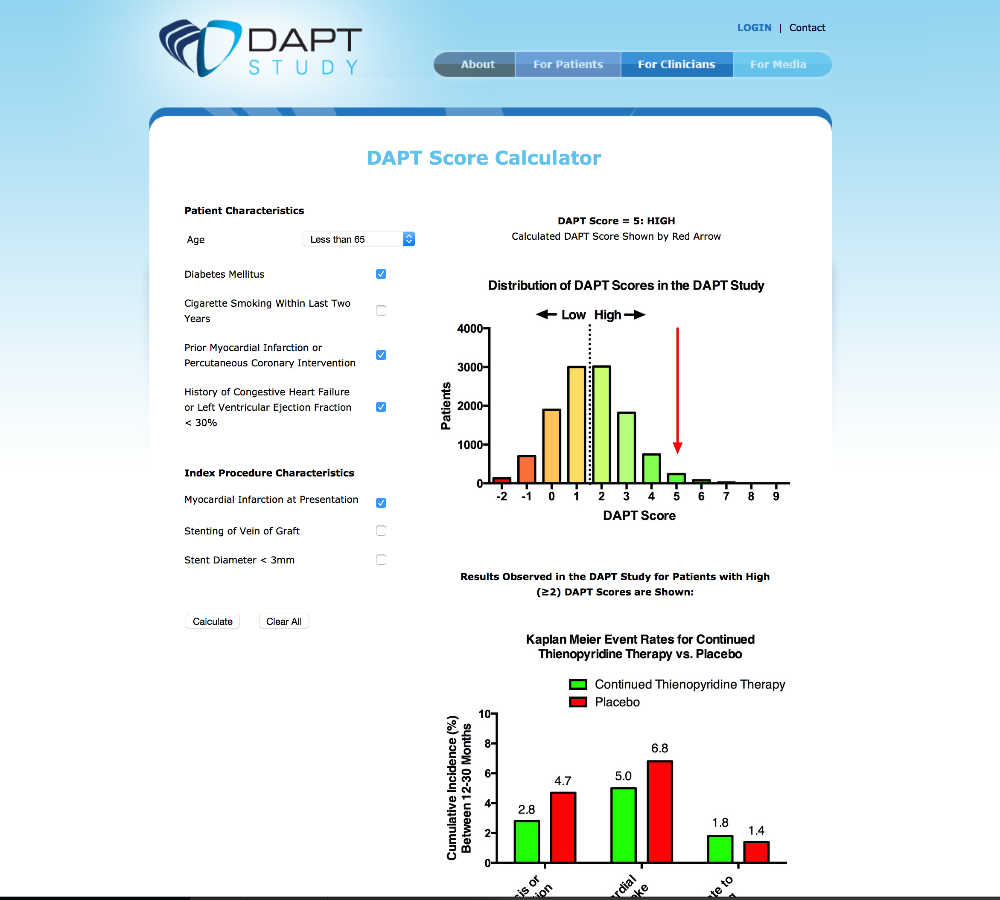 DAPT
STUDY
LOGIN | Contact
About For Patients For Clinicians For Media
DAPT Score Calculator
Patient Characteristics
Age Less than 65
Diabetes Mellitus
Cigarette Smoking Within Last Two
Years
Prior Myocardial Infarction or
Percutaneous Coronary Intervention
History of Congestive Heart Failure
or Left Ventricular Ejection Fraction
< 30%
Index Procedure Characteristics
Myocardial Infarction at Presentation
Stenting of Vein of Graft
Stent Diameter < 3mm
Calculate Clear All
DAPT Score = 5: HIGH
Calculated DAPT Score Shown by Red Arrow
Distribution of DAPT Scores in the DAPT Study
Low High
Patients
4000
3000
2000
1000
0
-2 -1 0 1 2 3 4 5 6 7 8 9
DAPT Score
Results Observed in the DAPT Study for Patients with High
(≥2) DAPT Scores are Shown:
Kaplan Meier Event Rates for Continued
Thienopyridine Therapy vs. Placebo
Continued Thienopyridine Therapy
Placebo
Cumulative Incidence (%)
Between 12-30 Months
10
8
6
4
2
0
2.8 4.7 5.0 6.8 1.8 1.4